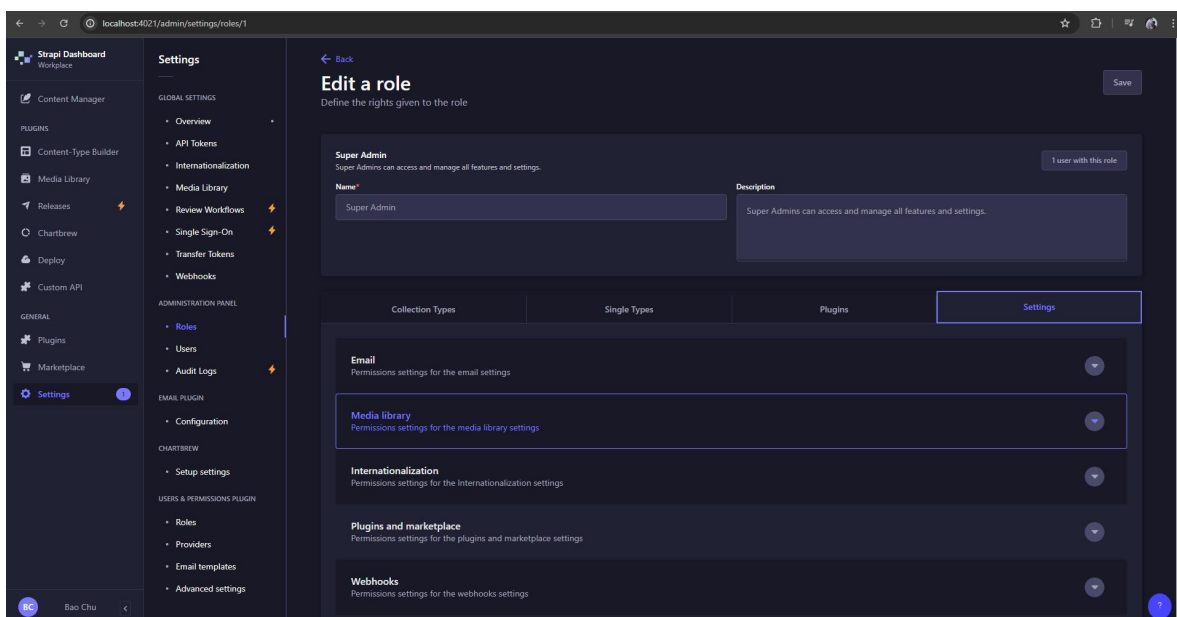 localhost:4021/admin/settings/roles/1
Strapi Dashboard
Workplace
Content Manager
PLUGINS
Content-Type Builder
Media Library
Releases
Chartbrew
Deploy
Custom API
GENERAL
Plugins
Marketplace
Settings
1
BC
Bao Chu
Settings
GLOBAL SETTINGS
Overview
API Tokens
Internationalization
Media Library
Review Workflows
Single Sign-On
Transfer Tokens
Webhooks
ADMINISTRATION PANEL
Roles
Users
Audit Logs
EMAIL PLUGIN
Configuration
CHARTBREW
Setup settings
USERS & PERMISSIONS PLUGIN
Roles
Providers
Email templates
Advanced settings
Back
Edit a role
Define the rights given to the role
Save
Super Admin
Super Admins can access and manage all features and settings.
1 user with this role
Name*
Super Admin
Description
Super Admins can access and manage all features and settings.
Collection Types
Single Types
Plugins
Settings
Email
Permissions settings for the email settings
Media library
Permissions settings for the media library settings
Internationalization
Permissions settings for the Internationalization settings
Plugins and marketplace
Permissions settings for the plugins and marketplace settings
Webhooks
Permissions settings for the webhooks settings
?